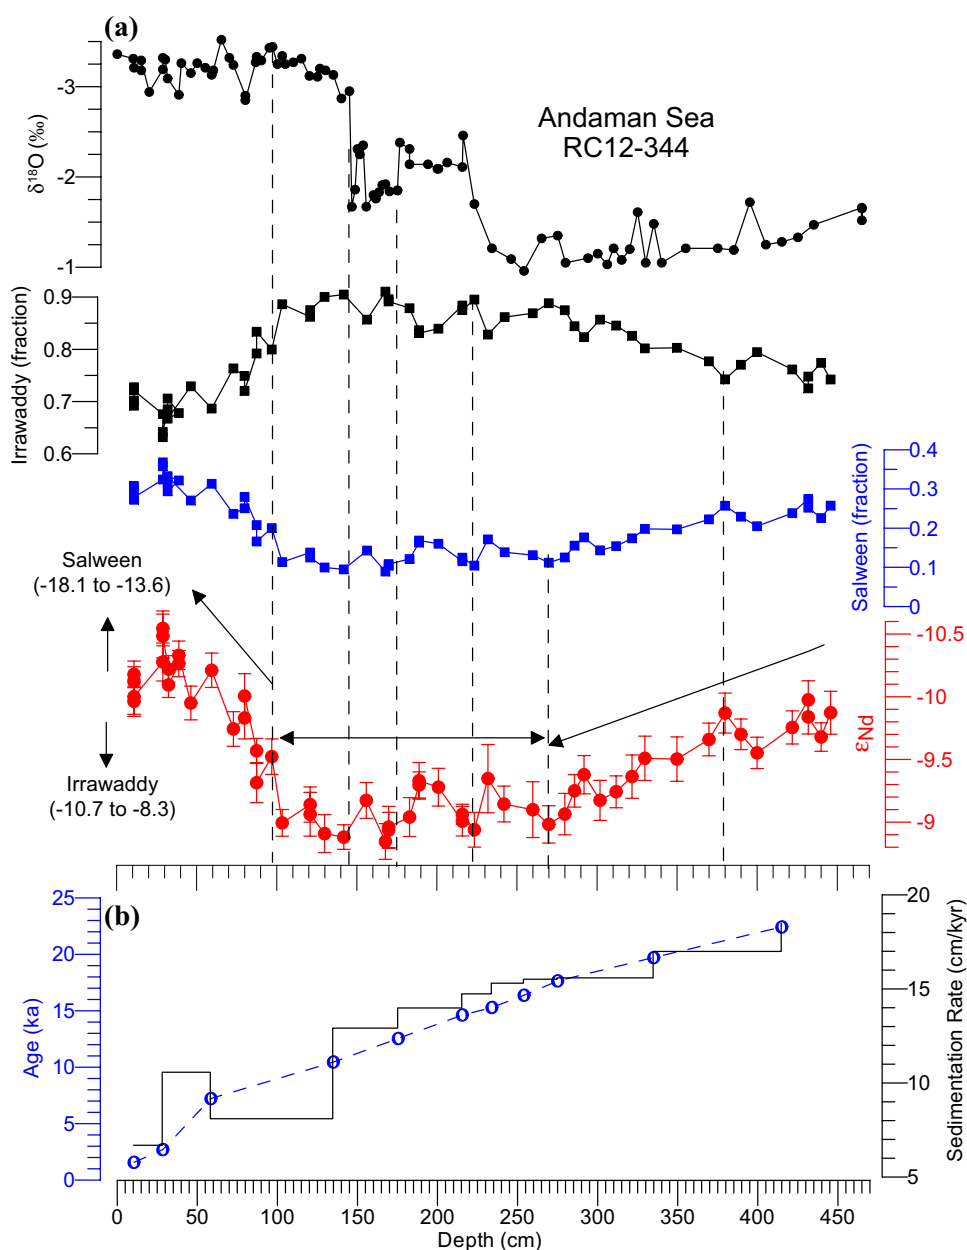 (a)
Andaman Sea
RC12-344
δ18O (‰)
-3
-2
-1
Irrawaddy (fraction)
0.9
0.8
0.7
0.6
Salween (fraction)
0.4
0.3
0.2
0.1
0
Salween
(-18.1 to -13.6)
Irrawaddy
(-10.7 to -8.3)
εNd
-10.5
-10
-9.5
-9
(b)
Age (ka)
25
20
15
10
5
0
Sedimentation Rate (cm/kyr)
20
15
10
5
0 50 100 150 200 250 300 350 400 450
Depth (cm)